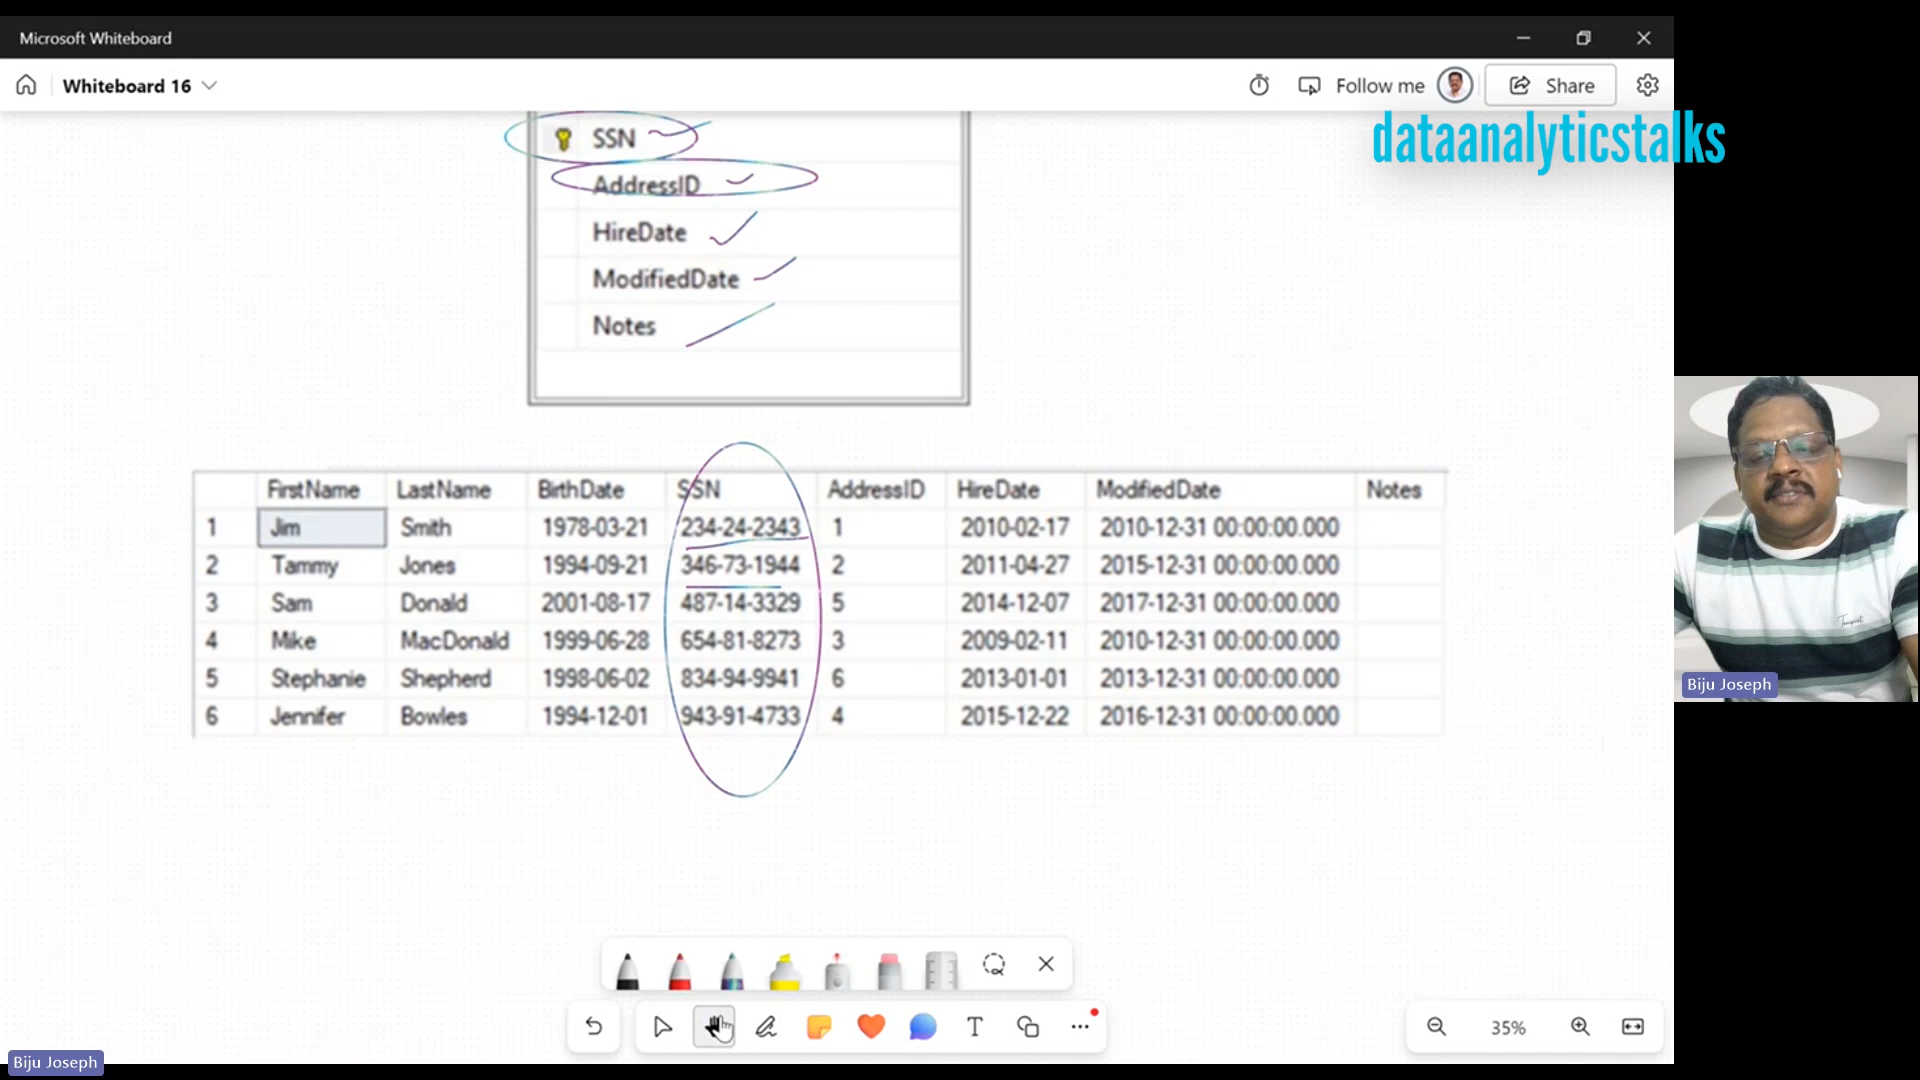 Microsoft Whiteboard
Whiteboard 16
Follow me
Share
dataanalyticstalks
SSN
AddressID
HireDate
ModifiedDate
Notes
FirstName LastName BirthDate SSN AddressID HireDate ModifiedDate Notes
1 Jim Smith 1978-03-21 234-24-2343 1 2010-02-17 2010-12-31 00:00:00.000
2 Tammy Jones 1994-09-21 346-73-1944 2 2011-04-27 2015-12-31 00:00:00.000
3 Sam Donald 2001-08-17 487-14-3329 5 2014-12-07 2017-12-31 00:00:00.000
4 Mike MacDonald 1999-06-28 654-81-8273 3 2009-02-11 2010-12-31 00:00:00.000
5 Stephanie Shepherd 1998-06-02 834-94-9941 6 2013-01-01 2013-12-31 00:00:00.000
6 Jennifer Bowles 1994-12-01 943-91-4733 4 2015-12-22 2016-12-31 00:00:00.000
Biju Joseph
35%
Biju Joseph